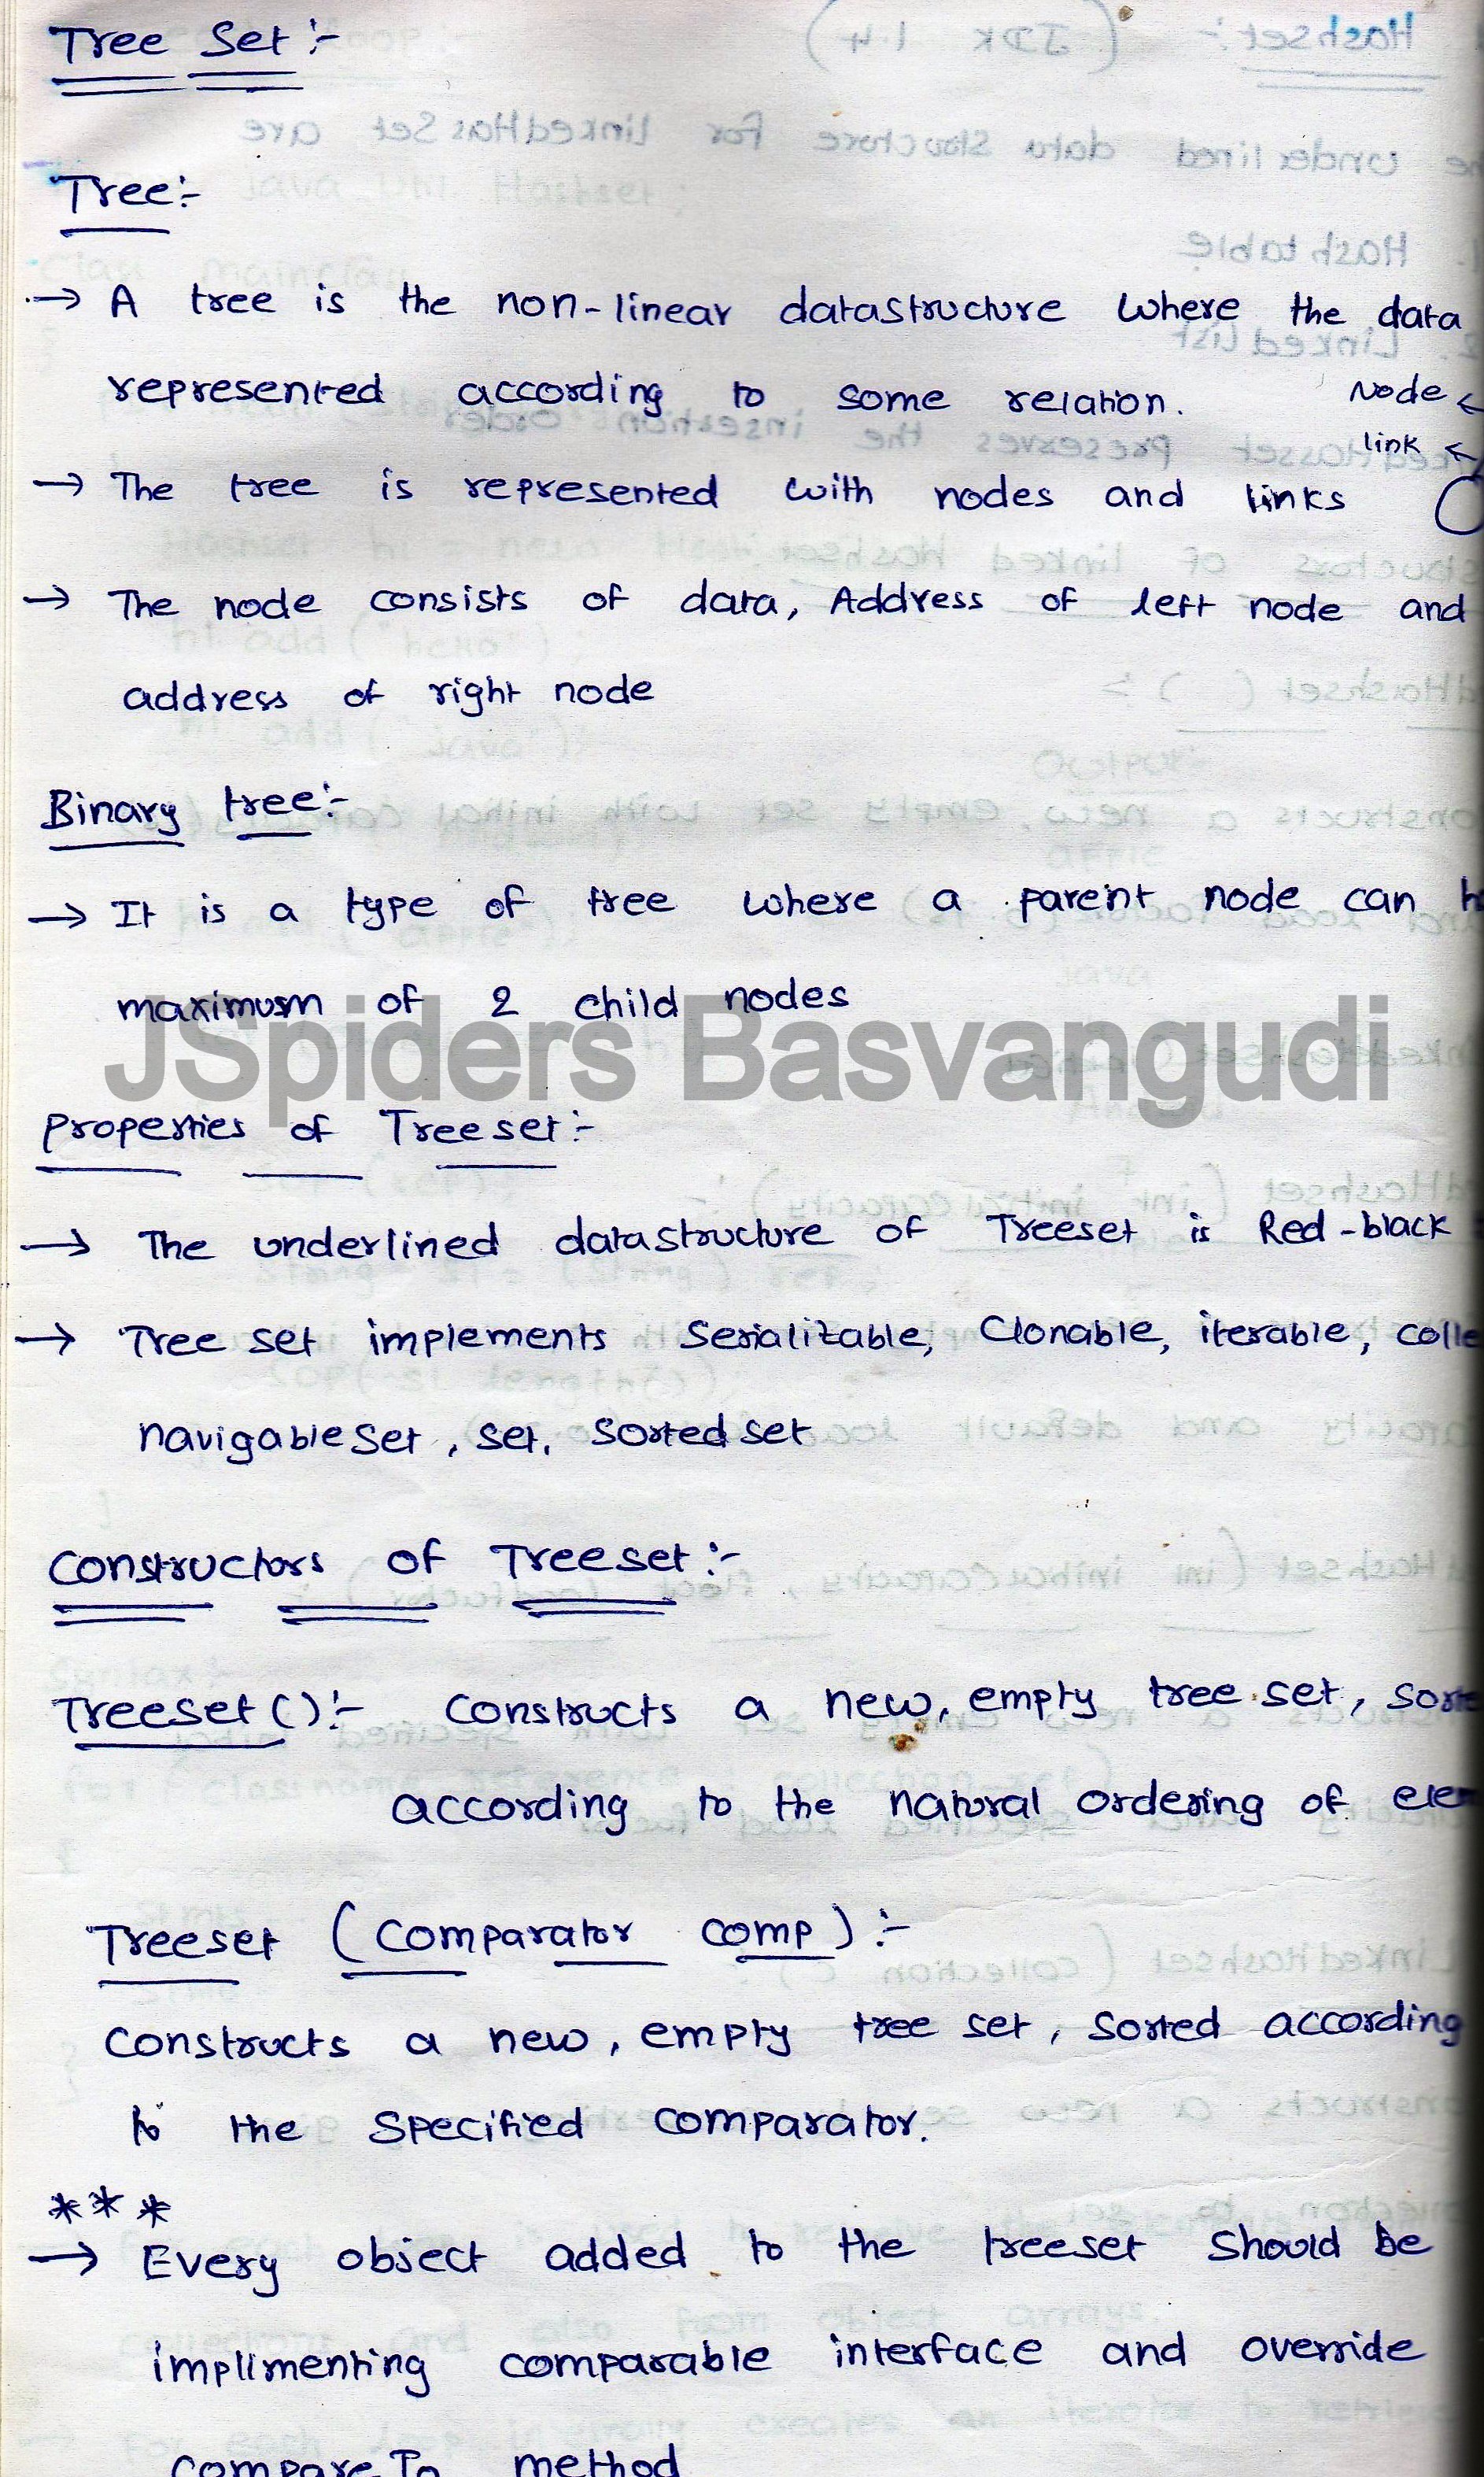 Tree Set :-
Tree:-
→ A tree is the non-linear datastructure where the data
represented according to some relation.
Node ←
link ←
→ The tree is represented with nodes and links
→ The node consists of data, Address of left node and
address of right node
Binary tree:-
→ It is a type of tree where a parent node can
maximum of 2 child nodes
JSpiders Basvangudi
properties of Treeset:-
→ The underlined datastructure of Treeset is Red-black
→ Tree set implements Serializable, Clonable, iterable, colle
navigableSet, set, sortedset
Constructors of Treeset:-
Treeset():- Constructs a new, empty tree set, sorte
according to the natural ordering of elem
Treeset (Comparator comp) :-
Constructs a new, empty tree set, sorted according
to the specified comparator.
***
→ Every object added to the treeset should be
implimenting comparable interface and override
compareTo method